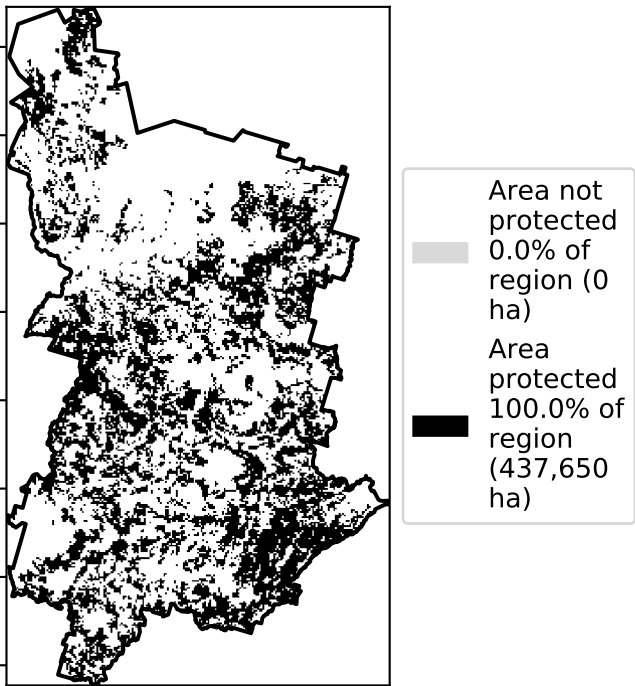 Area not
protected
0.0% of
region (0
ha)
Area
protected
100.0% of
region
(437,650
ha)